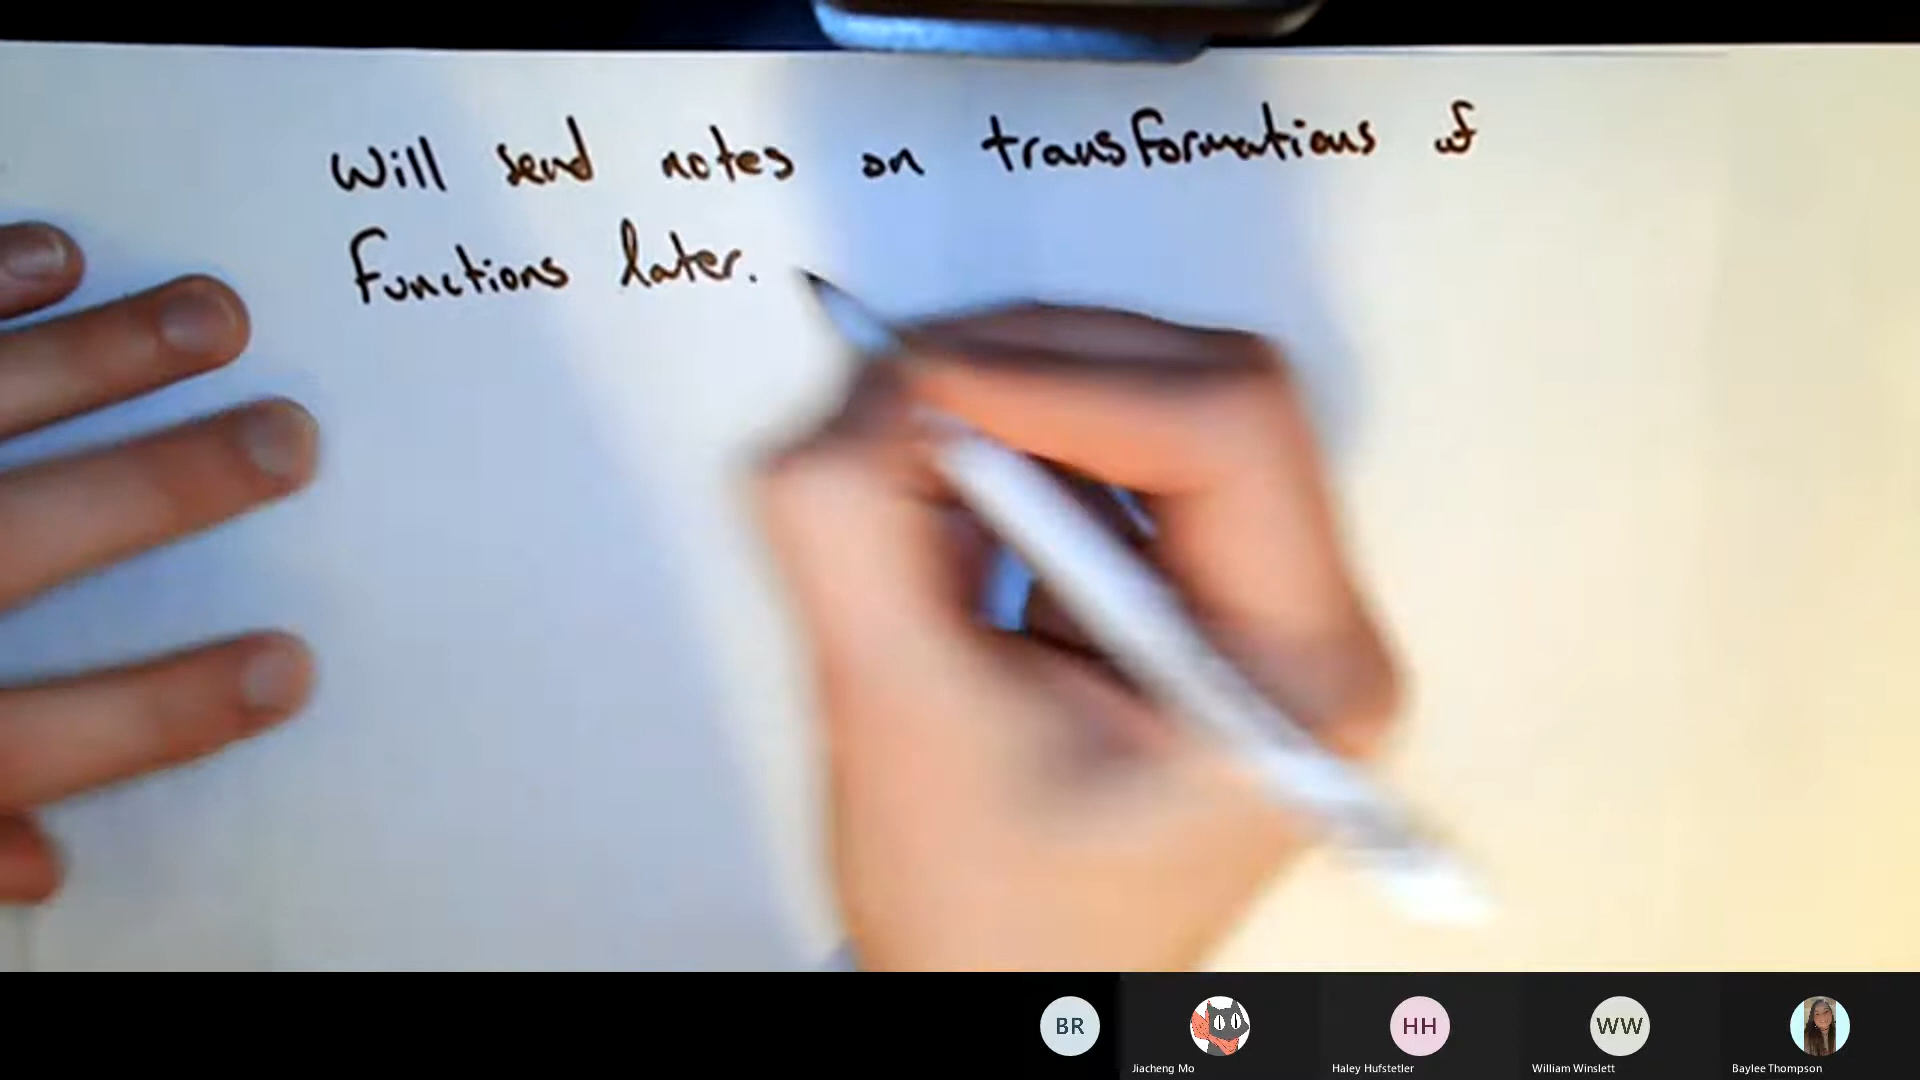 Will send notes on transformations of
functions later.
BR
HH
WW
Jiacheng Mo
Haley Hufstetler
William Winslett
Baylee Thompson